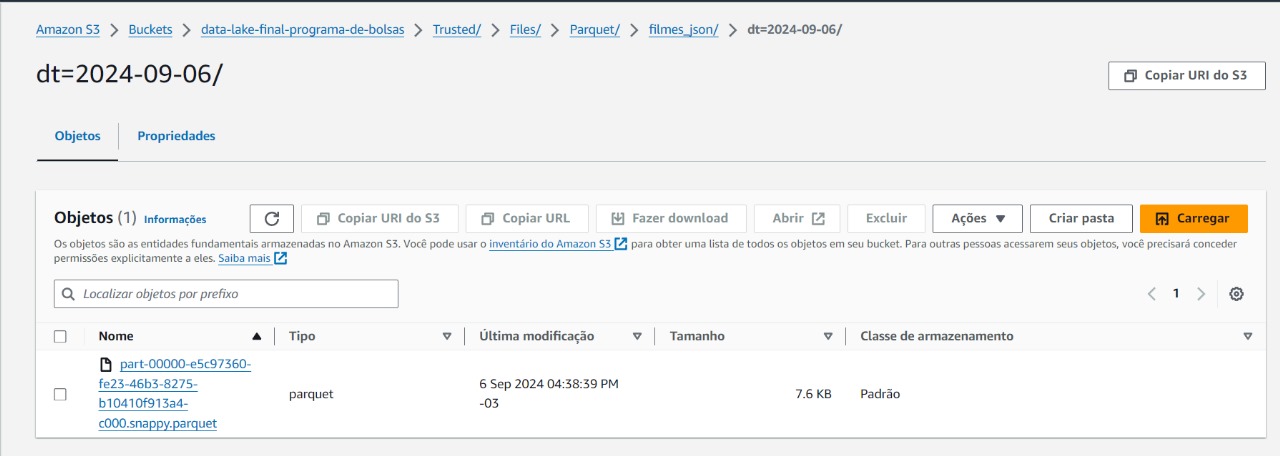 Amazon S3 > Buckets > data-lake-final-programa-de-bolsas > Trusted/ > Files/ > Parquet/ > filmes_json/ > dt=2024-09-06/
dt=2024-09-06/
Copiar URI do S3
Objetos Propriedades
Objetos (1) Informações Copiar URI do S3 Copiar URL Fazer download Abrir Excluir Ações Criar pasta Carregar
Os objetos são as entidades fundamentais armazenadas no Amazon S3. Você pode usar o inventário do Amazon S3 para obter uma lista de todos os objetos em seu bucket. Para outras pessoas acessarem seus objetos, você precisará conceder
permissões explicitamente a eles. Saiba mais
Localizar objetos por prefixo
1
Nome Tipo Última modificação Tamanho Classe de armazenamento
part-00000-e5c97360-
fe23-46b3-8275-
b10410f913a4-
c000.snappy.parquet
parquet
6 Sep 2024 04:38:39 PM
-03
7.6 KB
Padrão